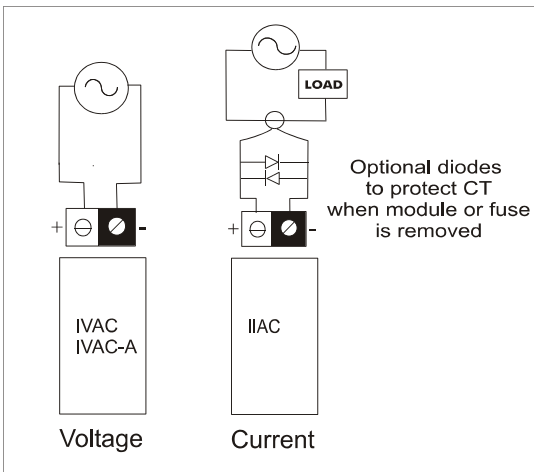 LOAD
Optional diodes
to protect CT
when module or fuse
is removed
+ -
+ -
IVAC
IVAC-A
IIAC
Voltage
Current